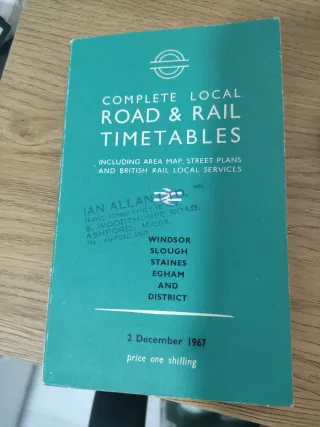 COMPLETE LOCAL
ROAD & RAIL
TIMETABLES
INCLUDING AREA MAP, STREET PLANS
AND BRITISH RAIL LOCAL SERVICES
IAN ALLAN
ROAD,
ASHFORD,
WINDSOR
SLOUGH
STAINES
EGHAM
AND
DISTRICT
2 December 1967
price one shilling